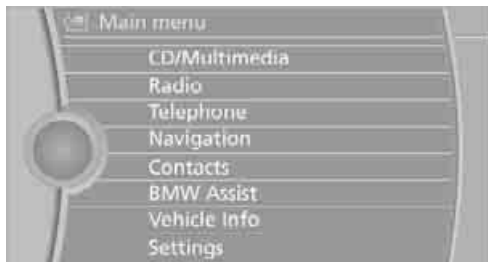 Main menu
CD/Multimedia
Radio
Telephone
Navigation
Contacts
BMW Assist
Vehicle Info
Settings